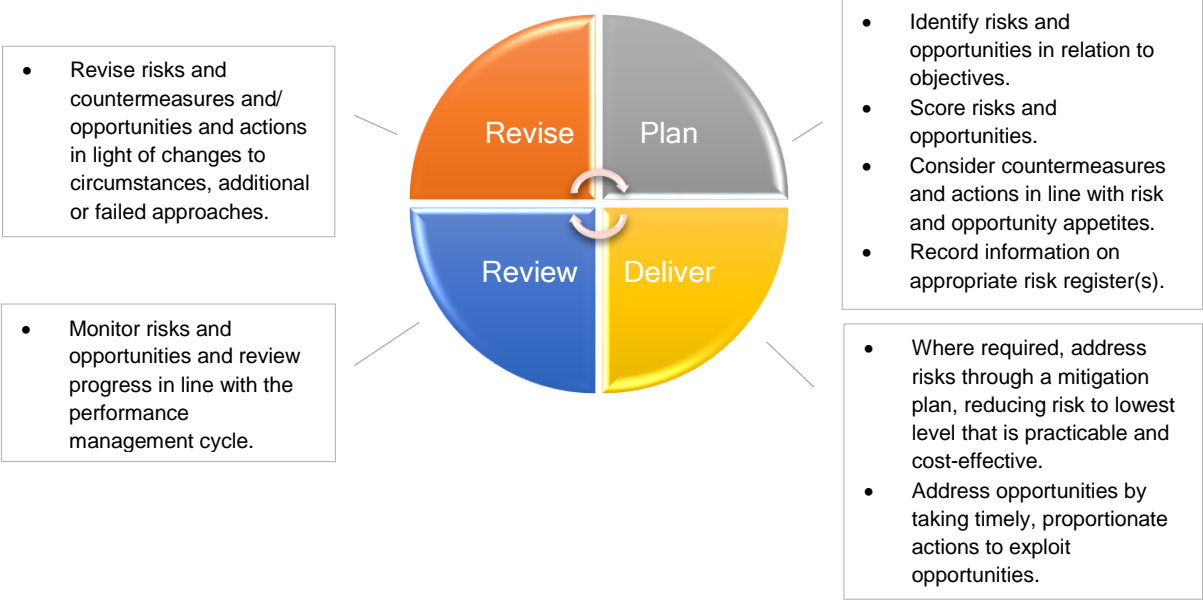 • Revise risks and
countermeasures and/
opportunities and actions
in light of changes to
circumstances, additional
or failed approaches.
Revise
Plan
• Identify risks and
opportunities in relation to
objectives.
• Score risks and
opportunities.
• Consider countermeasures
and actions in line with risk
and opportunity appetites.
• Record information on
appropriate risk register(s).
• Monitor risks and
opportunities and review
progress in line with the
performance
management cycle.
Review
Deliver
• Where required, address
risks through a mitigation
plan, reducing risk to lowest
level that is practicable and
cost-effective.
• Address opportunities by
taking timely, proportionate
actions to exploit
opportunities.